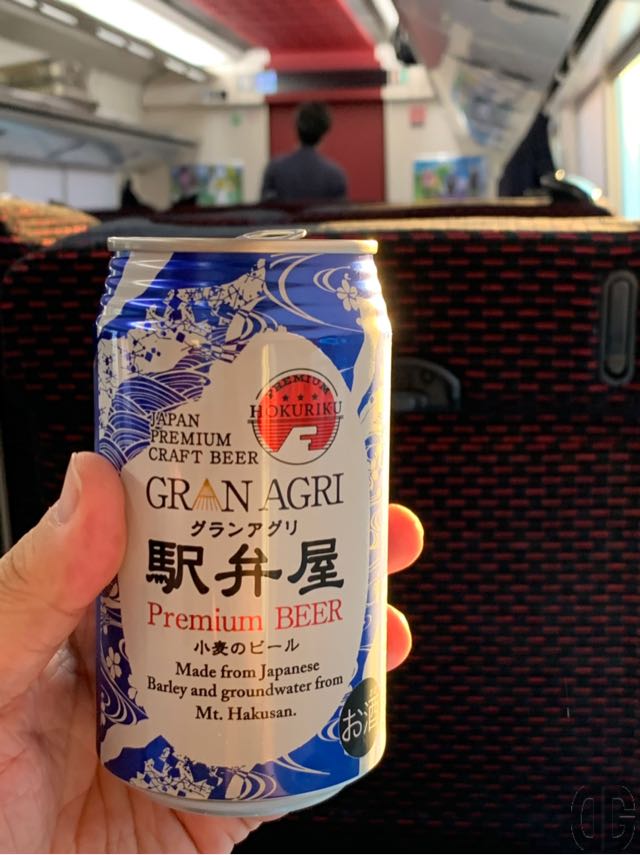 PREMIUM
HOKURIKU
JAPAN
PREMIUM
CRAFT BEER
GRAN AGRI
グランアグリ
駅弁屋
Premium BEER
小麦のビール
Made from Japanese
Barley and groundwater from
Mt. Hakusan.
お酒